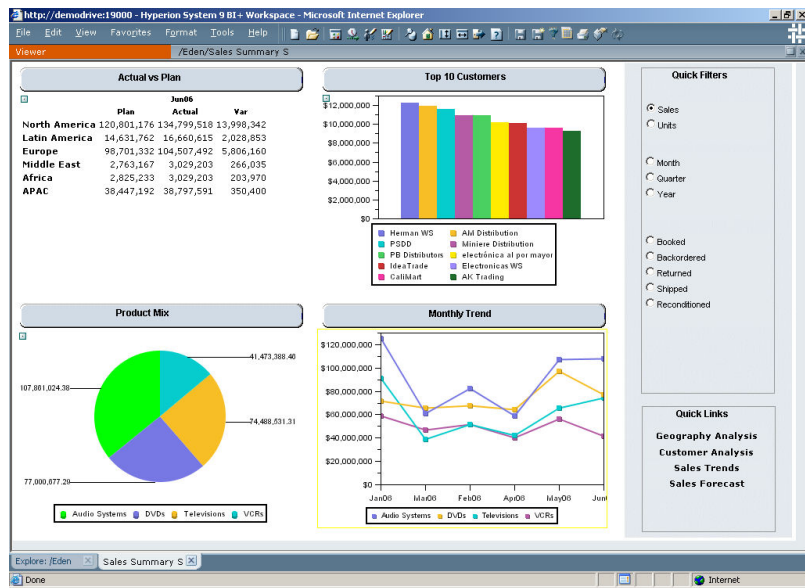 http://demodrive:19000 - Hyperion System 9 BI+ Workspace - Microsoft Internet Explorer
File Edit View Favorites Format Tools Help
Viewer /Eden/Sales Summary S
Actual vs Plan
Jun06
Plan Actual Var
North America 120,801,176 134,799,518 13,998,342
Latin America 14,631,762 16,660,615 2,028,853
Europe 98,701,332 104,507,492 5,806,160
Middle East 2,763,167 3,029,203 266,035
Africa 2,825,233 3,029,203 203,970
APAC 38,447,192 38,797,591 350,400
Top 10 Customers
$12,000,000
$10,000,000
$8,000,000
$6,000,000
$4,000,000
$2,000,000
$0
Herman WS AM Distribution
PSDD Miniere Distribution
PB Distributors electrónica al por mayor
IdeaTrade Electronicas WS
CaliMart AK Trading
Quick Filters
Sales
Units
Month
Quarter
Year
Booked
Backordered
Returned
Shipped
Reconditioned
Product Mix
41,473,388.46
107,861,024.38
74,488,531.31
77,000,877.29
Audio Systems DVDs Televisions VCRs
Monthly Trend
$120,000,000
$100,000,000
$80,000,000
$60,000,000
$40,000,000
$20,000,000
$0
Jan06 Mar06 Feb06 Apr06 May06 Jun
Audio Systems DVDs Televisions VCRs
Quick Links
Geography Analysis
Customer Analysis
Sales Trends
Sales Forecast
Explore: /Eden Sales Summary S
Done Internet